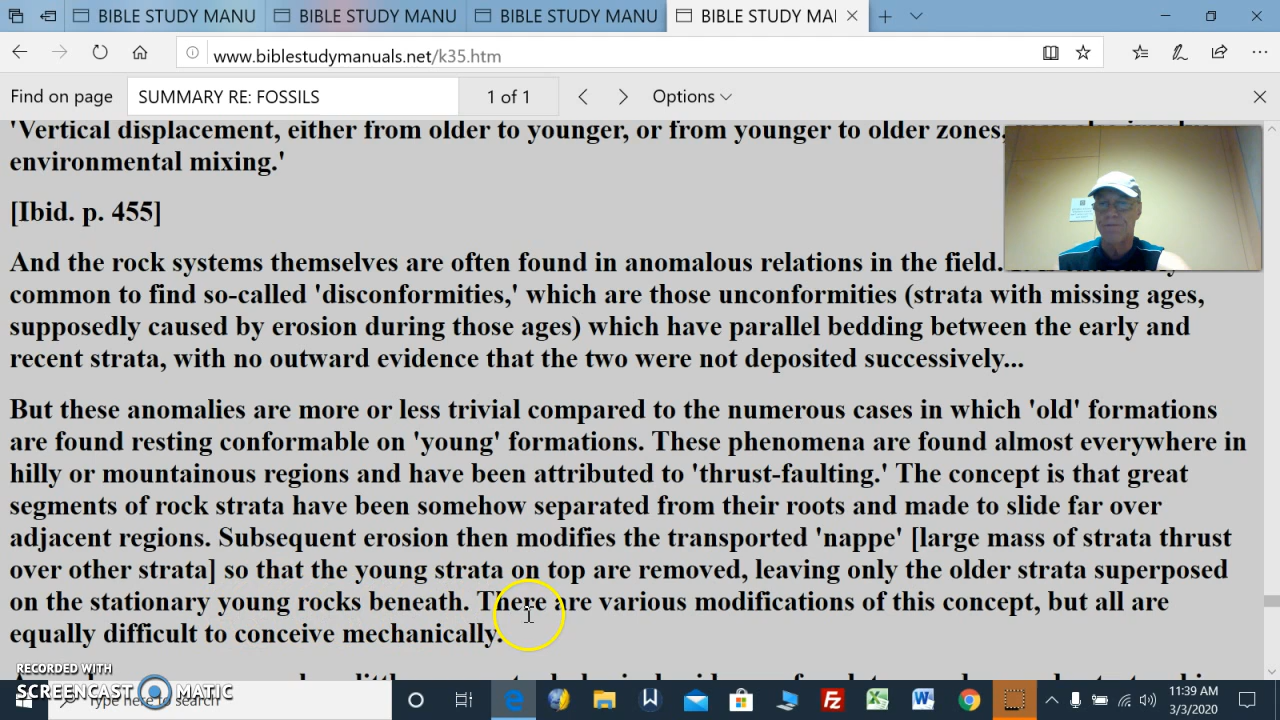 BIBLE STUDY MANU
BIBLE STUDY MANU
BIBLE STUDY MANU
BIBLE STUDY MAI
www.biblestudymanuals.net/k35.htm
Find on page
SUMMARY RE: FOSSILS
1 of 1
Options
'Vertical displacement, either from older to younger, or from younger to older zones,
environmental mixing.'
[Ibid. p. 455]
And the rock systems themselves are often found in anomalous relations in the field.
common to find so-called 'disconformities,' which are those unconformities (strata with missing ages,
supposedly caused by erosion during those ages) which have parallel bedding between the early and
recent strata, with no outward evidence that the two were not deposited successively...
But these anomalies are more or less trivial compared to the numerous cases in which 'old' formations
are found resting conformable on 'young' formations. These phenomena are found almost everywhere in
hilly or mountainous regions and have been attributed to 'thrust-faulting.' The concept is that great
segments of rock strata have been somehow separated from their roots and made to slide far over
adjacent regions. Subsequent erosion then modifies the transported 'nappe' [large mass of strata thrust
over other strata] so that the young strata on top are removed, leaving only the older strata superposed
on the stationary young rocks beneath. There are various modifications of this concept, but all are
equally difficult to conceive mechanically.
RECORDED WITH
SCREENCAST MATIC
Type here to search
11:39 AM
3/3/2020